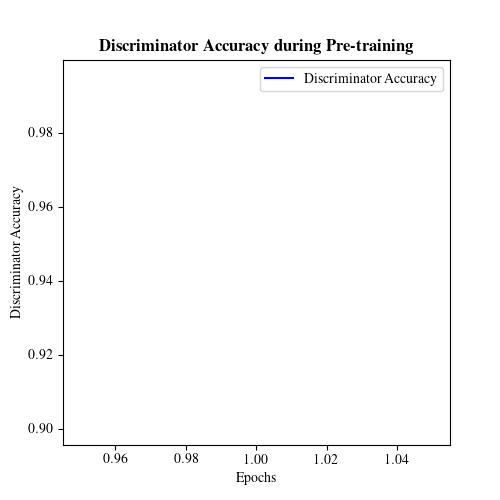 Discriminator Accuracy during Pre-training
Discriminator Accuracy
0.98
0.96
0.94
0.92
0.90
Discriminator Accuracy
0.96 0.98 1.00 1.02 1.04
Epochs